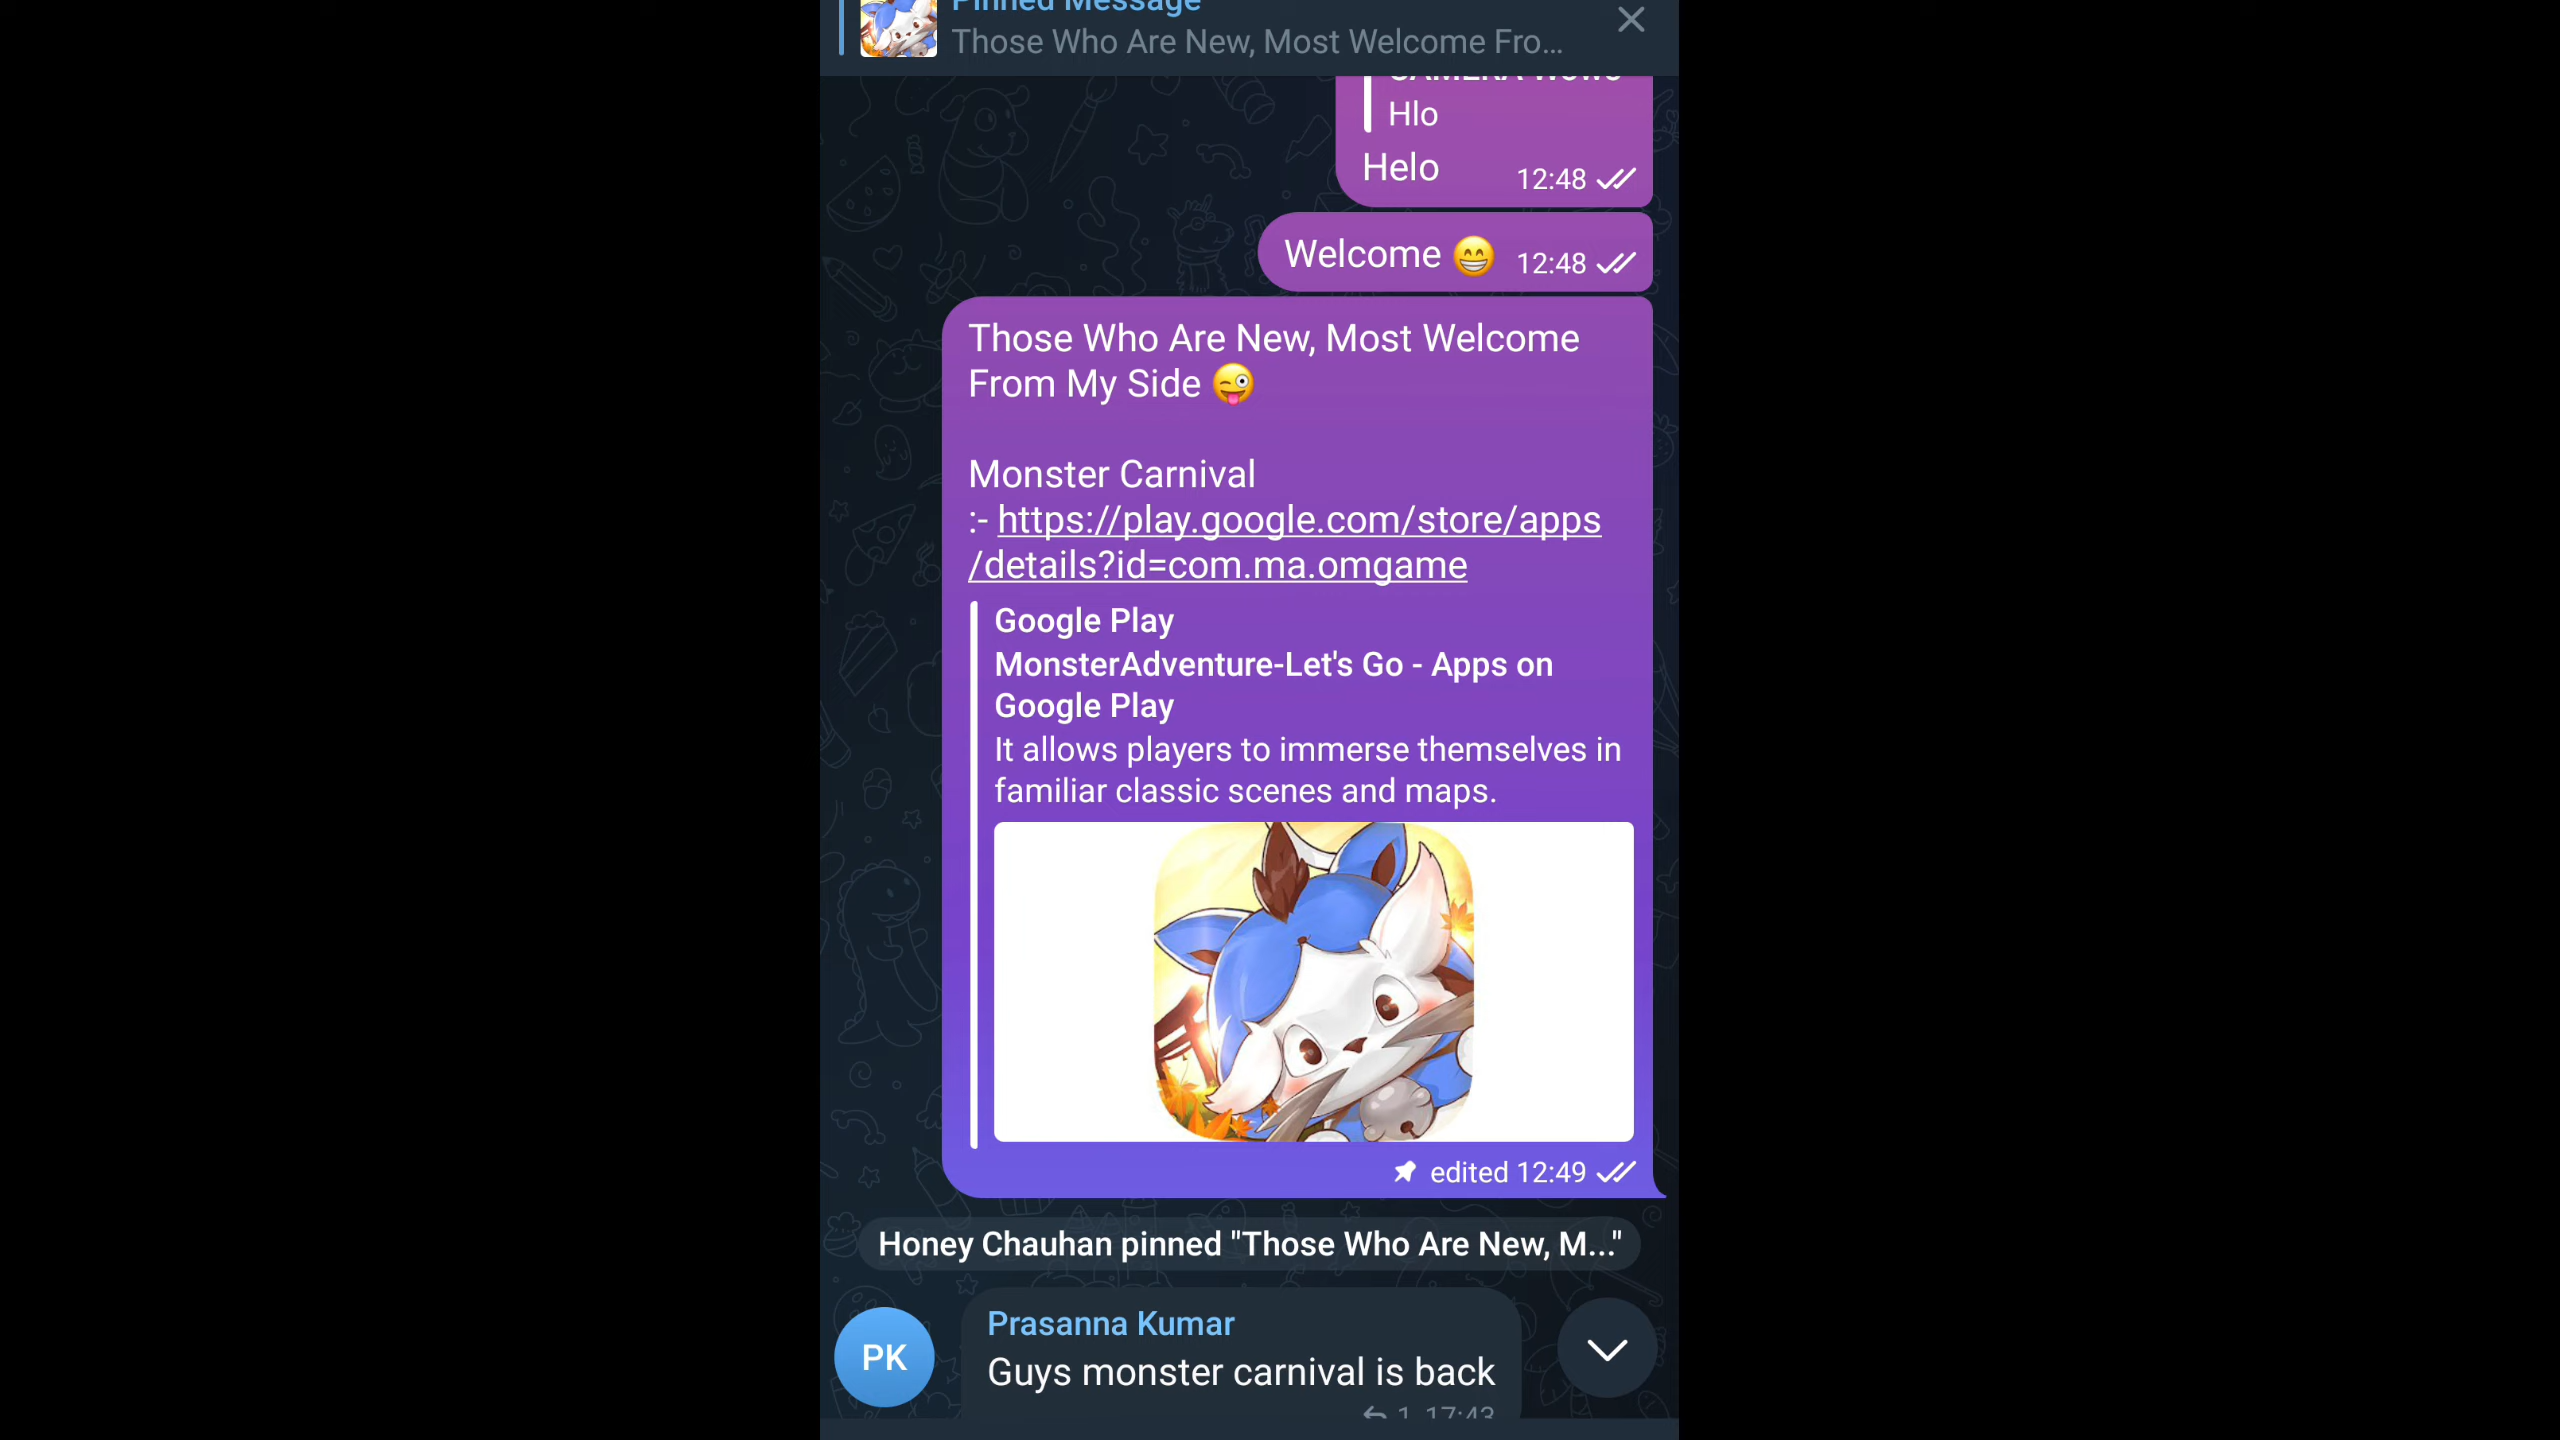 Pinned Message
Those Who Are New, Most Welcome Fro...
CAMERA Wowo
Hlo
Helo
12:48
Welcome 😁 12:48
Those Who Are New, Most Welcome
From My Side 😜
Monster Carnival
:- https://play.google.com/store/apps
/details?id=com.ma.omgame
Google Play
MonsterAdventure-Let's Go - Apps on
Google Play
It allows players to immerse themselves in
familiar classic scenes and maps.
edited 12:49
Honey Chauhan pinned "Those Who Are New, M..."
Prasanna Kumar
PK
Guys monster carnival is back
1 17:43